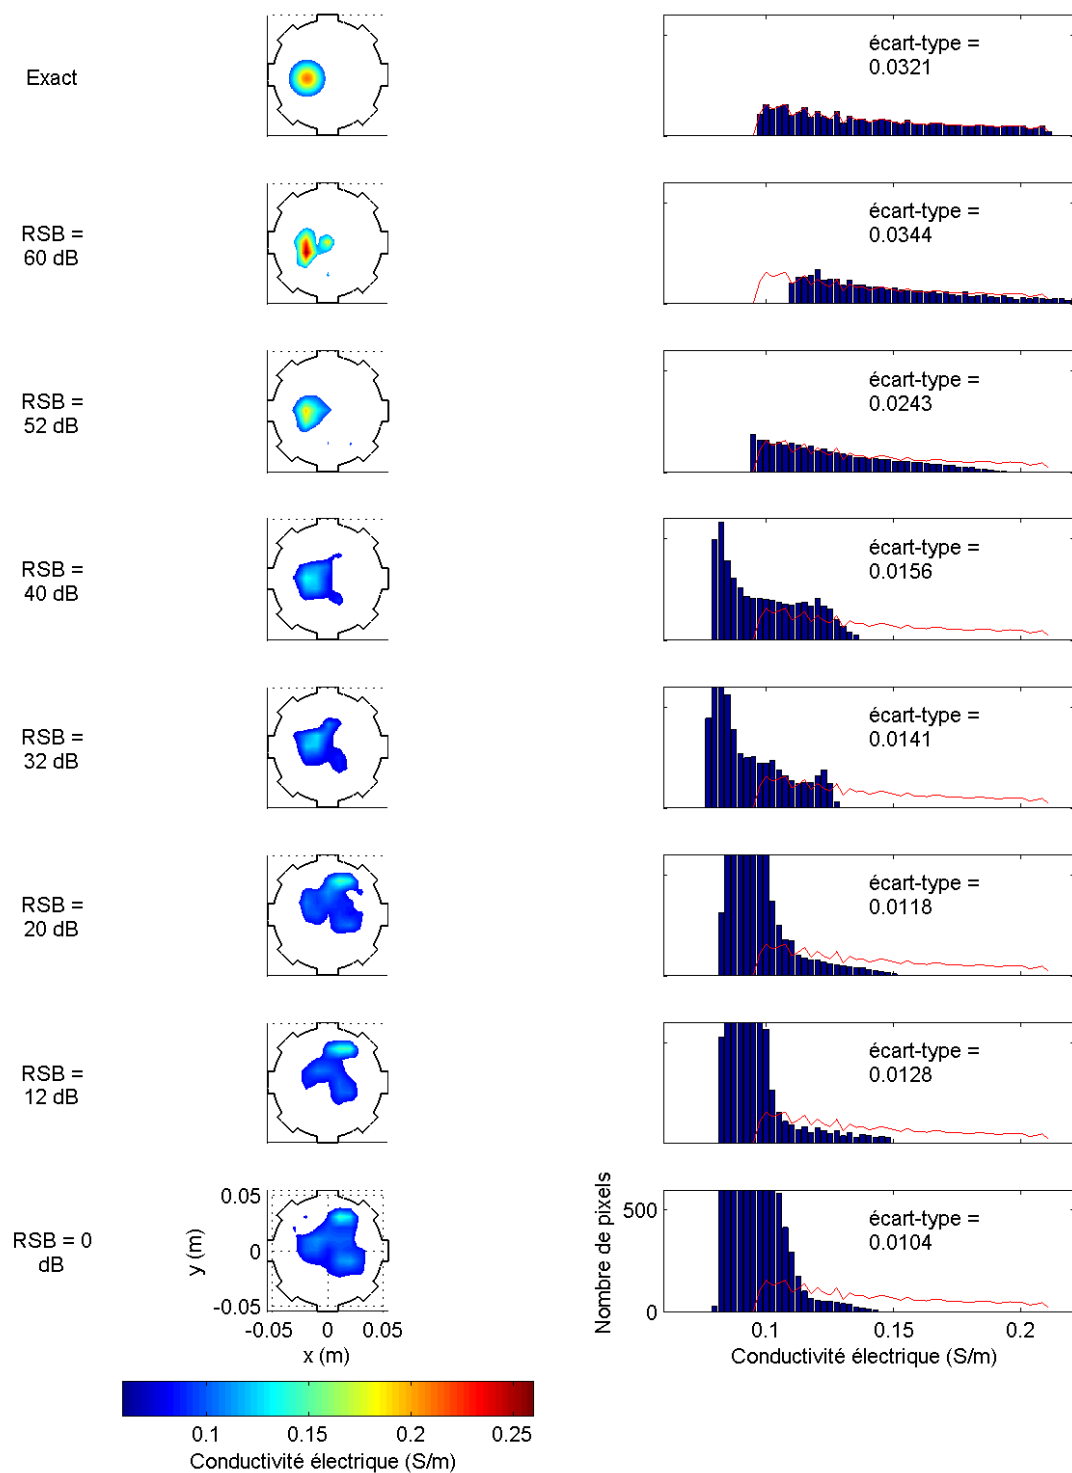 Exact
écart-type =
0.0321
RSB =
60 dB
écart-type =
0.0344
RSB =
52 dB
écart-type =
0.0243
RSB =
40 dB
écart-type =
0.0156
RSB =
32 dB
écart-type =
0.0141
RSB =
20 dB
écart-type =
0.0118
RSB =
12 dB
écart-type =
0.0128
RSB = 0
dB
y (m)
0.05
0
-0.05
-0.05 0 0.05
x (m)
Nombre de pixels
500
0
écart-type =
0.0104
0.1 0.15 0.2
Conductivité électrique (S/m)
0.1 0.15 0.2 0.25
Conductivité électrique (S/m)